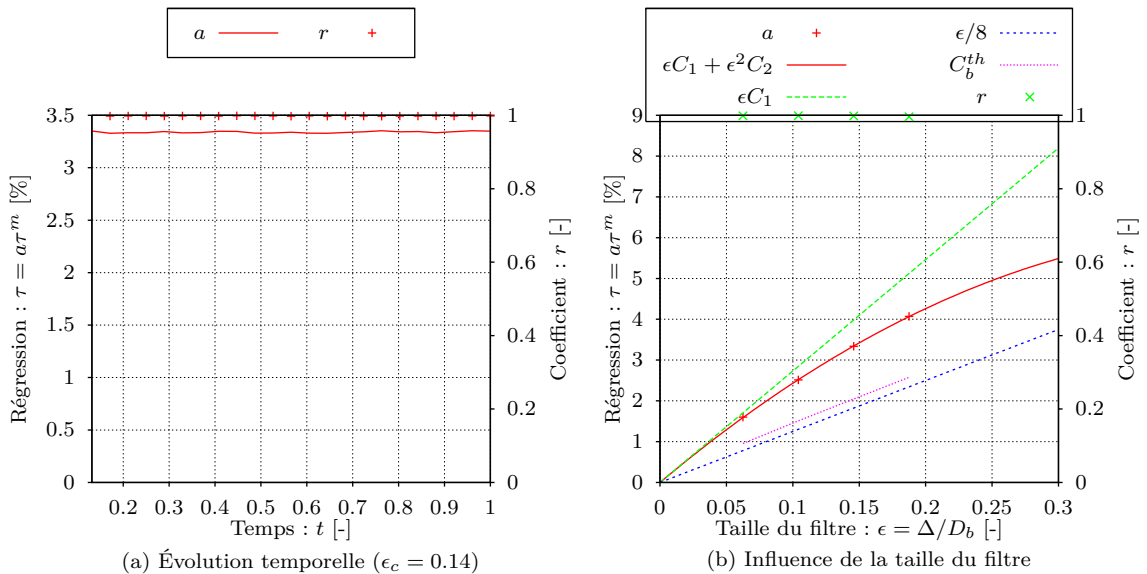 a r
3.5
3
2.5
2
1.5
1
0.5
0
1
0.8
0.6
0.4
0.2
0
0.2 0.3 0.4 0.5 0.6 0.7 0.8 0.9 1
Régression : τ = aτ^m [%]
Coefficient : r [-]
Temps : t [-]
(a) Évolution temporelle (ϵ_c = 0.14)
a
ϵC_1 + ϵ^2C_2
ϵC_1
ϵ/8
C_b^{th}
r
9
8
7
6
5
4
3
2
1
0
1
0.8
0.6
0.4
0.2
0
0 0.05 0.1 0.15 0.2 0.25 0.3
Régression : τ = aτ^m [%]
Coefficient : r [-]
Taille du filtre : ϵ = Δ/D_b [-]
(b) Influence de la taille du filtre